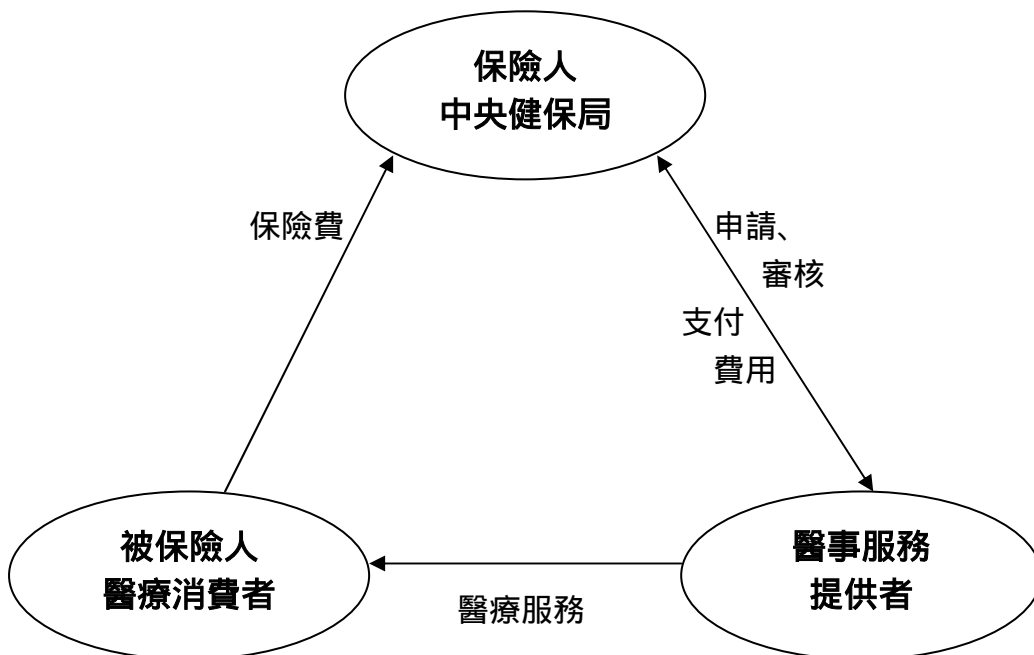 保險人
中央健保局
保險費
申請、
審核
支付
費用
被保險人
醫療消費者
醫事服務
提供者
醫療服務